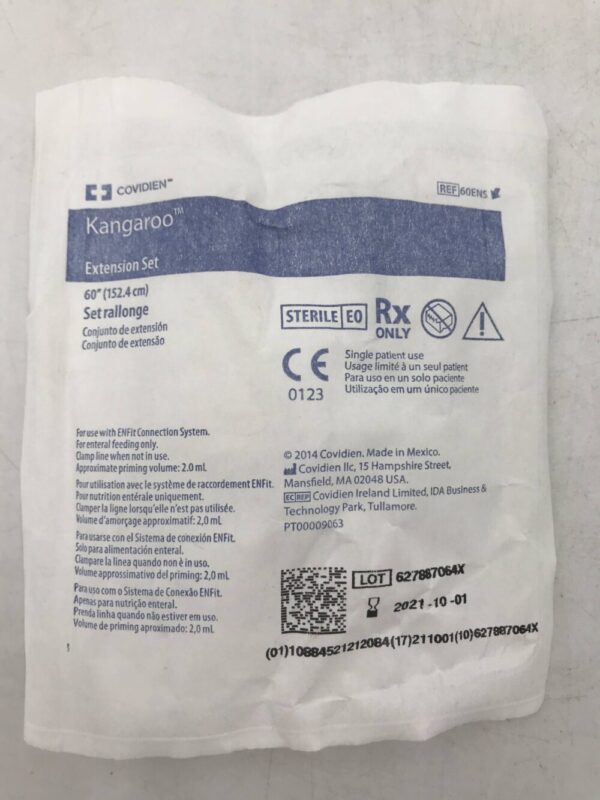 COVIDIEN™
REF 60ENS
Kangaroo™
Extension Set
60" (152.4 cm)
Set rallonge
Conjunto de extensión
Conjunto de extensão
STERILE EO
Rx
ONLY
CE
0123
Single patient use
Usage limité à un seul patient
Para uso en un solo paciente
Utilização em um único paciente
For use with ENFit Connection System.
For enteral feeding only.
Clamp line when not in use.
Approximate priming volume: 2.0 mL
Pour utilisation avec le système de raccordement ENFit.
Pour nutrition entérale uniquement.
Clamper la ligne lorsqu'elle n'est pas utilisée.
Volume d'amorçage approximatif: 2,0 mL
Para usarse con el Sistema de conexión ENFit.
Solo para alimentación enteral.
Clampare la linea quando non è in uso.
Volume approssimativo del priming: 2,0 mL
Para uso com o Sistema de Conexão ENFit.
Apenas para nutrição enteral.
Prenda linha quando não estiver em uso.
Volume de priming aproximado: 2,0 mL
© 2014 Covidien. Made in Mexico.
Covidien llc, 15 Hampshire Street,
Mansfield, MA 02048 USA.
EC REP Covidien Ireland Limited, IDA Business &
Technology Park, Tullamore.
PT00009063
LOT 627887064X
2021-10-01
(01)10884521212084(17)211001(10)627887064X